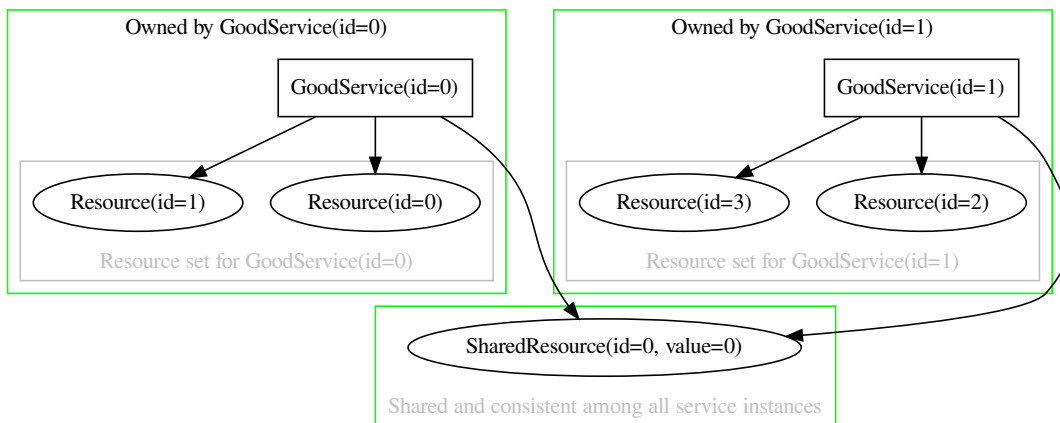 Owned by GoodService(id=0)
GoodService(id=0)
Resource(id=1)
Resource(id=0)
Resource set for GoodService(id=0)
Owned by GoodService(id=1)
GoodService(id=1)
Resource(id=3)
Resource(id=2)
Resource set for GoodService(id=1)
SharedResource(id=0, value=0)
Shared and consistent among all service instances